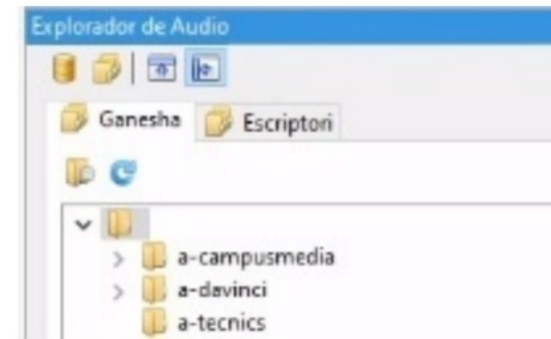 Explorador de Audio
Ganesha Escriptori
a-campusmedia
a-davinci
a-tecnics